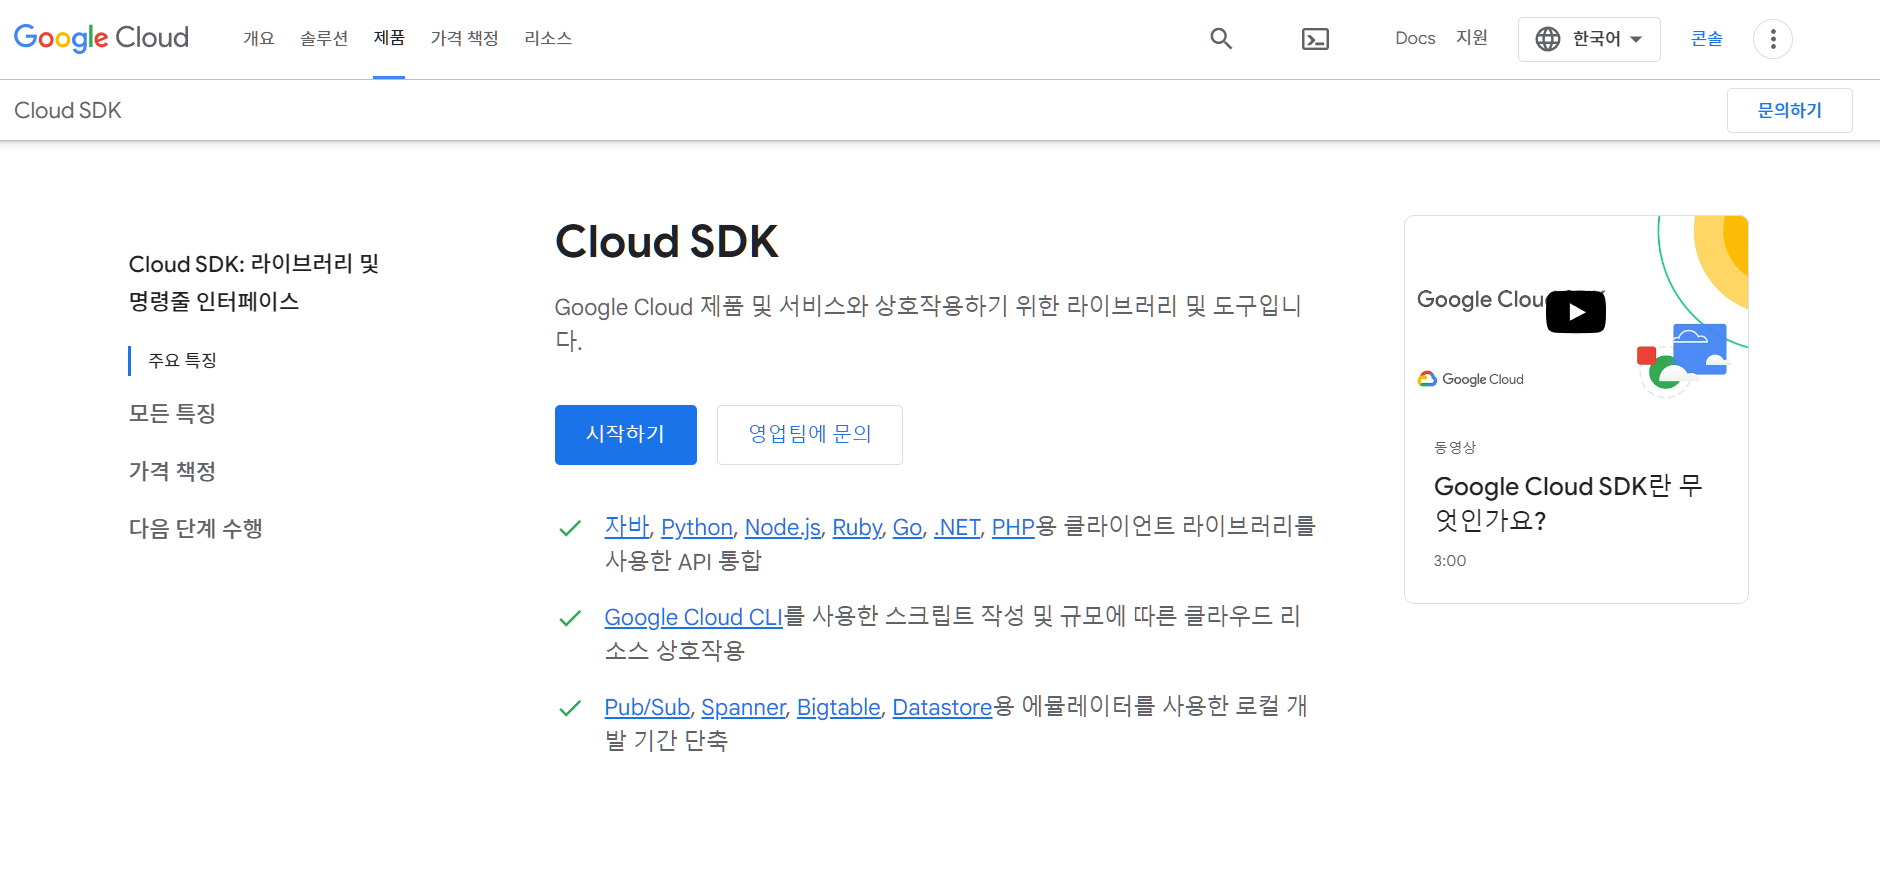 Google Cloud 개요 솔루션 제품 가격 책정 리소스 Docs 지원 한국어 콘솔
Cloud SDK 문의하기
Cloud SDK: 라이브러리 및
명령줄 인터페이스
주요 특징
모든 특징
가격 책정
다음 단계 수행
Cloud SDK
Google Cloud 제품 및 서비스와 상호작용하기 위한 라이브러리 및 도구입니
다.
시작하기 영업팀에 문의
자바, Python, Node.js, Ruby, Go, .NET, PHP용 클라이언트 라이브러리를
사용한 API 통합
Google Cloud CLI를 사용한 스크립트 작성 및 규모에 따른 클라우드 리
소스 상호작용
Pub/Sub, Spanner, Bigtable, Datastore용 에뮬레이터를 사용한 로컬 개
발 기간 단축
Google Clou
Google Cloud
동영상
Google Cloud SDK란 무
엇인가요?
3:00